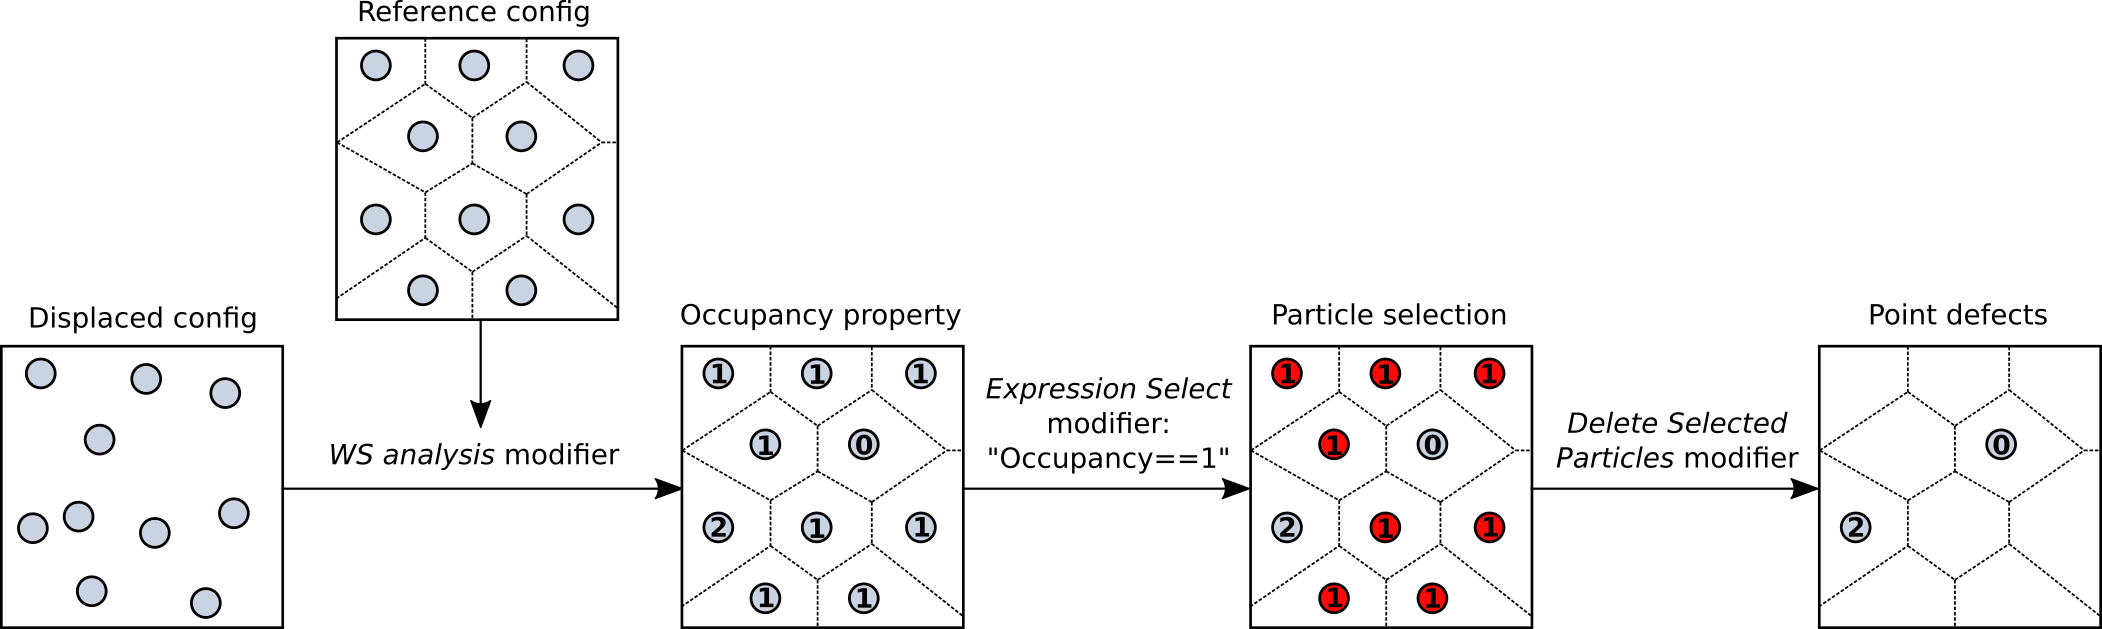 Reference config
Displaced config
WS analysis modifier
Occupancy property
1 1 1
1 0
2 1 1
1 1
Expression Select
modifier:
"Occupancy==1"
Particle selection
1 1 1
1 0
2 1 1
1 1
Delete Selected
Particles modifier
Point defects
0
2